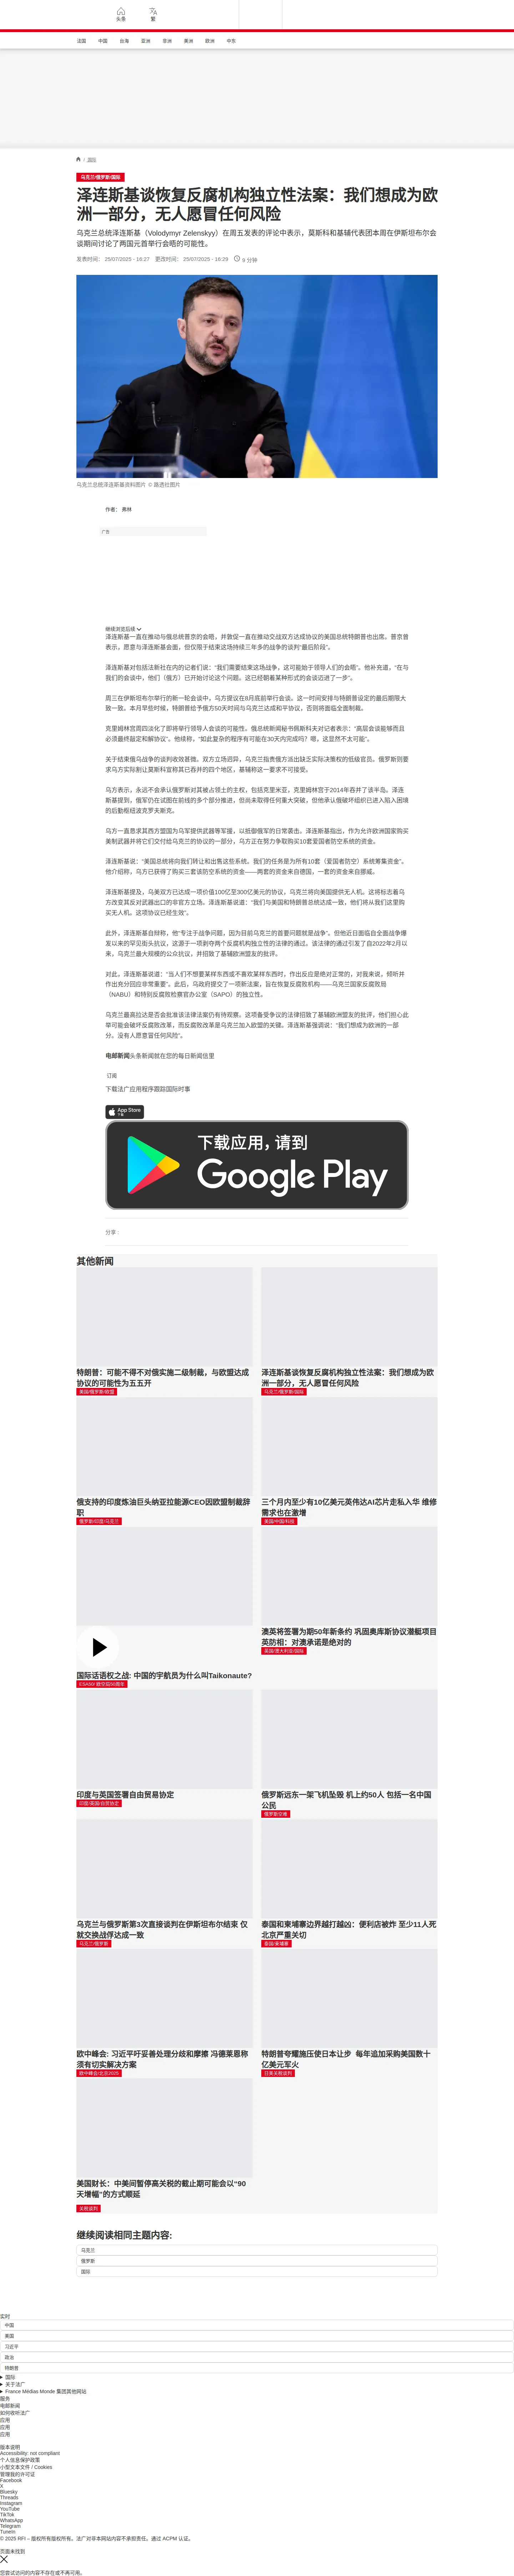 头条
繁
法国 中国 台海 亚洲 非洲 美洲 欧洲 中东
/ 国际
乌克兰/俄罗斯/国际
泽连斯基谈恢复反腐机构独立性法案：我们想成为欧
洲一部分，无人愿冒任何风险
乌克兰总统泽连斯基（Volodymyr Zelenskyy）在周五发表的评论中表示，莫斯科和基辅代表团本周在伊斯坦布尔会
谈期间讨论了两国元首举行会晤的可能性。
发表时间： 25/07/2025 - 16:27 更改时间： 25/07/2025 - 16:29 9 分钟
乌克兰总统泽连斯基资料图片 © 路透社图片
作者： 弗林
广告
继续浏览后续
泽连斯基一直在推动与俄总统普京的会晤，并敦促一直在推动交战双方达成协议的美国总统特朗普也出席。普京曾
表示，愿意与泽连斯基会面，但仅限于结束这场持续三年多的战争的谈判“最后阶段”。
泽连斯基对包括法新社在内的记者们说：“我们需要结束这场战争，这可能始于领导人们的会晤”。他补充道，“在与
我们的会谈中，他们（俄方）已开始讨论这个问题。这已经朝着某种形式的会谈迈进了一步”。
周三在伊斯坦布尔举行的新一轮会谈中，乌方提议在8月底前举行会议。这一时间安排与特朗普设定的最后期限大
致一致。本月早些时候，特朗普给予俄方50天时间与乌克兰达成和平协议，否则将面临全面制裁。
克里姆林宫周四淡化了即将举行领导人会谈的可能性。俄总统新闻秘书佩斯科夫对记者表示：“高层会谈能够而且
必须最终敲定和解协议”。他续称，“如此复杂的程序有可能在30天内完成吗？嗯，这显然不太可能”。
关于结束俄乌战争的谈判收效甚微。双方立场迥异，乌克兰指责俄方派出缺乏实际决策权的低级官员。俄罗斯则要
求乌方实际割让莫斯科宣称其已吞并的四个地区，基辅称这一要求不可接受。
乌方表示，永远不会承认俄罗斯对其被占领土的主权，包括克里米亚，克里姆林宫于2014年吞并了该半岛。泽连
斯基提到。俄军仍在试图在前线的多个部分推进，但尚未取得任何重大突破，但他承认俄破坏组织已进入陷入困境
的后勤枢纽波克罗夫斯克。
乌方一直恳求其西方盟国为乌军提供武器等军援，以抵御俄军的日常袭击。泽连斯基指出，作为允许欧洲国家购买
美制武器并将它们交付给乌克兰的协议的一部分，乌方正在努力争取购买10套爱国者防空系统的资金。
泽连斯基说：“美国总统将向我们转让和出售这些系统。我们的任务是为所有10套（爱国者防空）系统筹集资金”。
他介绍称，乌方已获得了购买三套该防空系统的资金——两套的资金来自德国，一套的资金来自挪威。
泽连斯基提及，乌美双方已达成一项价值100亿至300亿美元的协议，乌克兰将向美国提供无人机。这将标志着乌
方改变其反对武器出口的非官方立场。泽连斯基说道：“我们与美国和特朗普总统达成一致，他们将从我们这里购
买无人机。这项协议已经生效”。
此外，泽连斯基自辩称，他“专注于战争问题，因为目前乌克兰的首要问题就是战争”。但他近日面临自全面战争爆
发以来的罕见街头抗议，这源于一项剥夺两个反腐机构独立性的法律的通过。该法律的通过引发了自2022年2月以
来，乌克兰最大规模的公众抗议，并招致了基辅欧洲盟友的批评。
对此，泽连斯基说道：“当人们不想要某样东西或不喜欢某样东西时，作出反应是绝对正常的，对我来说，倾听并
作出充分回应非常重要”。此后，乌政府提交了一项新法案，旨在恢复反腐败机构——乌克兰国家反腐败局
（NABU）和特别反腐败检察官办公室（SAPO）的独立性。
乌克兰最高拉达是否会批准该法律法案仍有待观察。这项备受争议的法律招致了基辅欧洲盟友的批评，他们担心此
举可能会破坏反腐败改革，而反腐败改革是乌克兰加入欧盟的关键。泽连斯基强调说：“我们想成为欧洲的一部
分。没有人愿意冒任何风险”。
电邮新闻头条新闻就在您的每日新闻信里
订阅
下载法广应用程序跟踪国际时事
App Store
下载应用，请到
Google Play
分享 :
其他新闻
特朗普：可能不得不对俄实施二级制裁，与欧盟达成
协议的可能性为五五开
美国/俄罗斯/欧盟
泽连斯基谈恢复反腐机构独立性法案：我们想成为欧
洲一部分，无人愿冒任何风险
乌克兰/俄罗斯/国际
俄支持的印度炼油巨头纳亚拉能源CEO因欧盟制裁辞
职
俄罗斯/印度/乌克兰
三个月内至少有10亿美元英伟达AI芯片走私入华 维修
需求也在激增
美国/中国/科技
国际话语权之战: 中国的宇航员为什么叫Taikonaute?
ESA50/ 欧空局50周年
澳英将签署为期50年新条约 巩固奥库斯协议潜艇项目
英防相：对澳承诺是绝对的
英国/澳大利亚/国际
印度与英国签署自由贸易协定
印度/英国/自贸协定
俄罗斯远东一架飞机坠毁 机上约50人 包括一名中国
公民
俄罗斯空难
乌克兰与俄罗斯第3次直接谈判在伊斯坦布尔结束 仅
就交换战俘达成一致
乌克兰/俄罗斯
泰国和柬埔寨边界越打越凶：便利店被炸 至少11人死
北京严重关切
泰国/柬埔寨
欧中峰会: 习近平吁妥善处理分歧和摩擦 冯德莱恩称
须有切实解决方案
欧中峰会/北京2025
特朗普夸耀施压使日本让步 每年追加采购美国数十
亿美元军火
日美关税谈判
美国财长：中美间暂停高关税的截止期可能会以“90
天增幅”的方式顺延
关税谈判
继续阅读相同主题内容:
乌克兰
俄罗斯
国际
实时
中国
美国
习近平
政治
特朗普
国际
关于法广
France Médias Monde 集团其他网站
服务
电邮新闻
如何收听法广
应用
应用
应用
版本说明
Accessibility: not compliant
个人信息保护政策
小型文本文件 / Cookies
管理我的许可证
Facebook
X
Bluesky
Threads
Instagram
YouTube
TikTok
WhatsApp
Telegram
TuneIn
© 2025 RFI – 版权所有版权所有。法广对非本网站内容不承担责任。通过 ACPM 认证。
页面未找到
您尝试访问的内容不存在或不再可用。